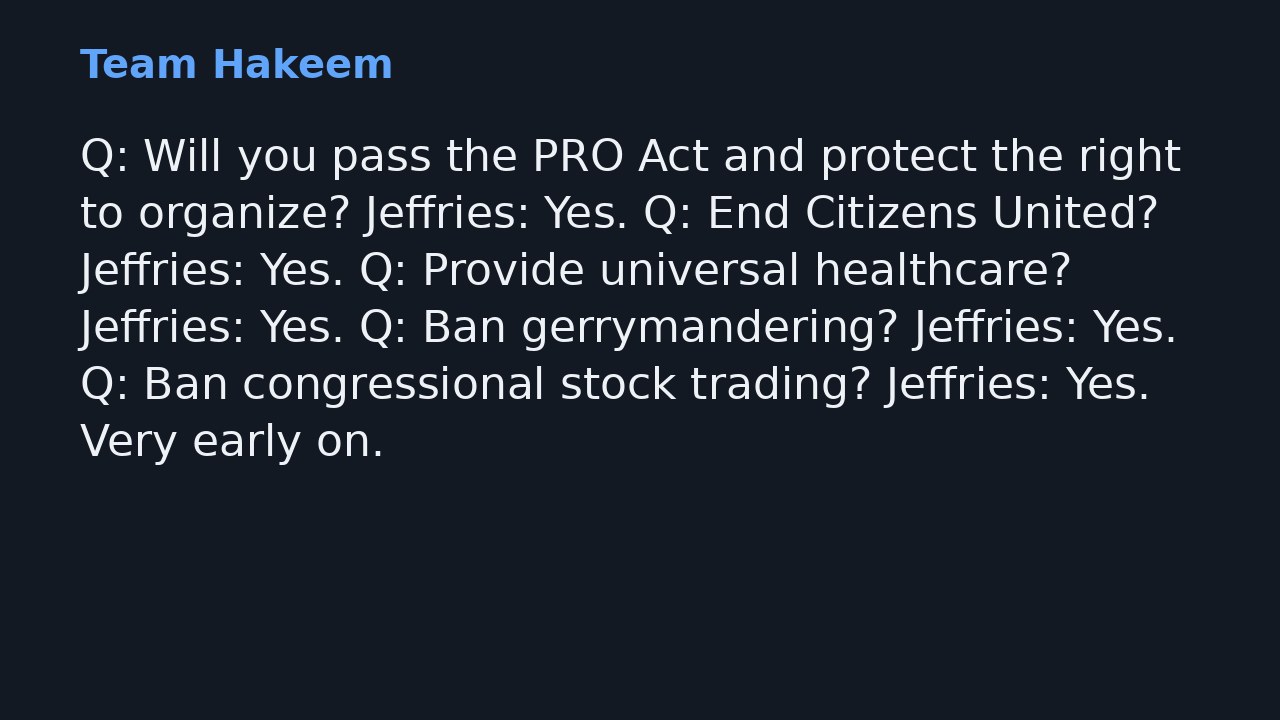 Team Hakeem
Q: Will you pass the PRO Act and protect the right
to organize? Jeffries: Yes. Q: End Citizens United?
Jeffries: Yes. Q: Provide universal healthcare?
Jeffries: Yes. Q: Ban gerrymandering? Jeffries: Yes.
Q: Ban congressional stock trading? Jeffries: Yes.
Very early on.